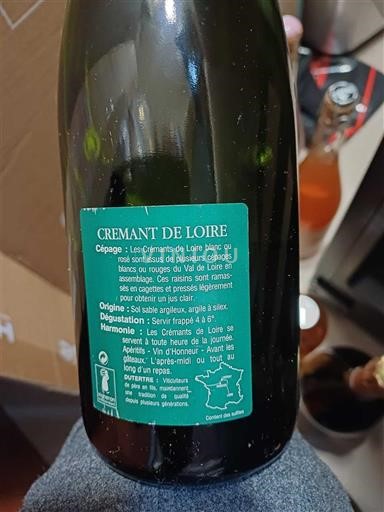 CREMANT DE LOIRE
Cépage : Les Crémants de Loire blanc ou
rosé sont issus de plusieurs cépages
blancs ou rouges du Val de Loire en
assemblage. Ces raisins sont ramas-
sés en cagettes et pressés légèrement
pour obtenir un jus clair.
Origine : Sol sable argileux, argile à silex.
Dégustation : Servir frappé 4 à 6°.
Harmonie : Les Crémants de Loire se
servent à toute heure de la journée.
Apéritifs - Vin d'Honneur - Avant les
gâteaux. L'après-midi ou tout au
long d'un repas.
DUTERTRE : Viticulteurs
de père en fils, maintiennent
une tradition de qualité
depuis plusieurs générations.
Contient des sulfites